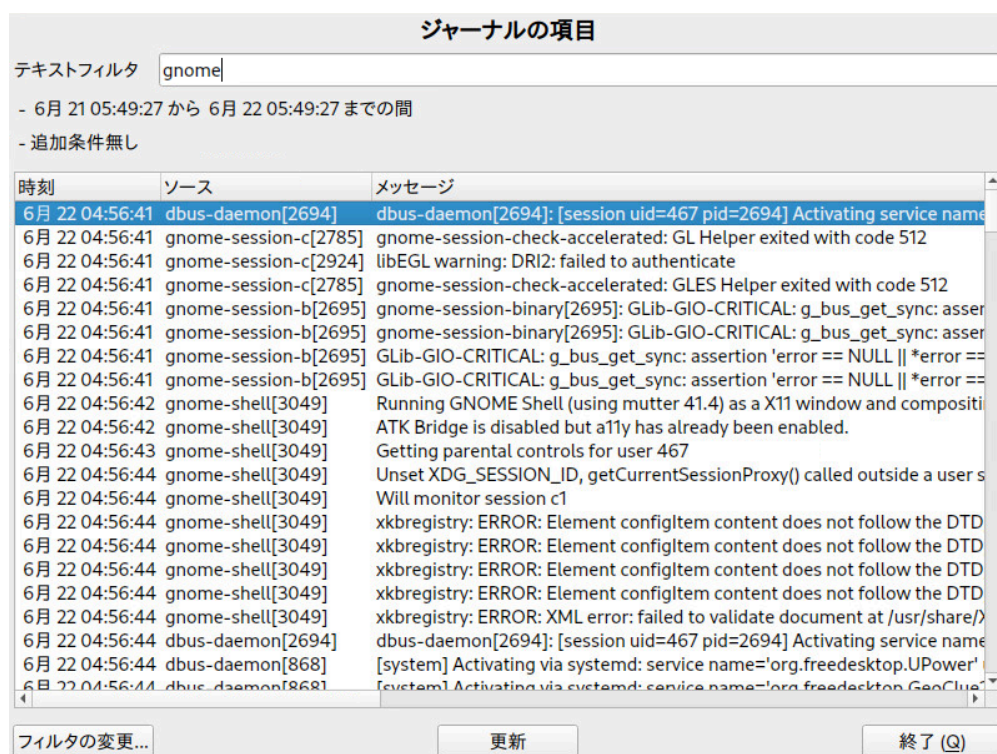 ジャーナルの項目
テキストフィルタ gnome
- 6月 21 05:49:27 から 6月 22 05:49:27 までの間
- 追加条件無し
時刻 ソース メッセージ
6月 22 04:56:41 dbus-daemon[2694] dbus-daemon[2694]: [session uid=467 pid=2694] Activating service name
6月 22 04:56:41 gnome-session-c[2785] gnome-session-check-accelerated: GL Helper exited with code 512
6月 22 04:56:41 gnome-session-c[2924] libEGL warning: DRI2: failed to authenticate
6月 22 04:56:41 gnome-session-c[2785] gnome-session-check-accelerated: GLES Helper exited with code 512
6月 22 04:56:41 gnome-session-b[2695] gnome-session-binary[2695]: GLib-GIO-CRITICAL: g_bus_get_sync: asser
6月 22 04:56:41 gnome-session-b[2695] gnome-session-binary[2695]: GLib-GIO-CRITICAL: g_bus_get_sync: asser
6月 22 04:56:41 gnome-session-b[2695] GLib-GIO-CRITICAL: g_bus_get_sync: assertion 'error == NULL || *error ==
6月 22 04:56:41 gnome-session-b[2695] GLib-GIO-CRITICAL: g_bus_get_sync: assertion 'error == NULL || *error ==
6月 22 04:56:42 gnome-shell[3049] Running GNOME Shell (using mutter 41.4) as a X11 window and compositi
6月 22 04:56:42 gnome-shell[3049] ATK Bridge is disabled but a11y has already been enabled.
6月 22 04:56:43 gnome-shell[3049] Getting parental controls for user 467
6月 22 04:56:44 gnome-shell[3049] Unset XDG_SESSION_ID, getCurrentSessionProxy() called outside a user s
6月 22 04:56:44 gnome-shell[3049] Will monitor session c1
6月 22 04:56:44 gnome-shell[3049] xkbregistry: ERROR: Element configItem content does not follow the DTD
6月 22 04:56:44 gnome-shell[3049] xkbregistry: ERROR: Element configItem content does not follow the DTD
6月 22 04:56:44 gnome-shell[3049] xkbregistry: ERROR: Element configItem content does not follow the DTD
6月 22 04:56:44 gnome-shell[3049] xkbregistry: ERROR: Element configItem content does not follow the DTD
6月 22 04:56:44 gnome-shell[3049] xkbregistry: ERROR: XML error: failed to validate document at /usr/share/X
6月 22 04:56:44 dbus-daemon[2694] dbus-daemon[2694]: [session uid=467 pid=2694] Activating service name
6月 22 04:56:44 dbus-daemon[868] [system] Activating via systemd: service name='org.freedesktop.UPower'
6月 22 04:56:44 dbus-daemon[868] [system] Activating via systemd: service name='org.freedesktop.GeoClue2
フィルタの変更... 更新 終了 (Q)